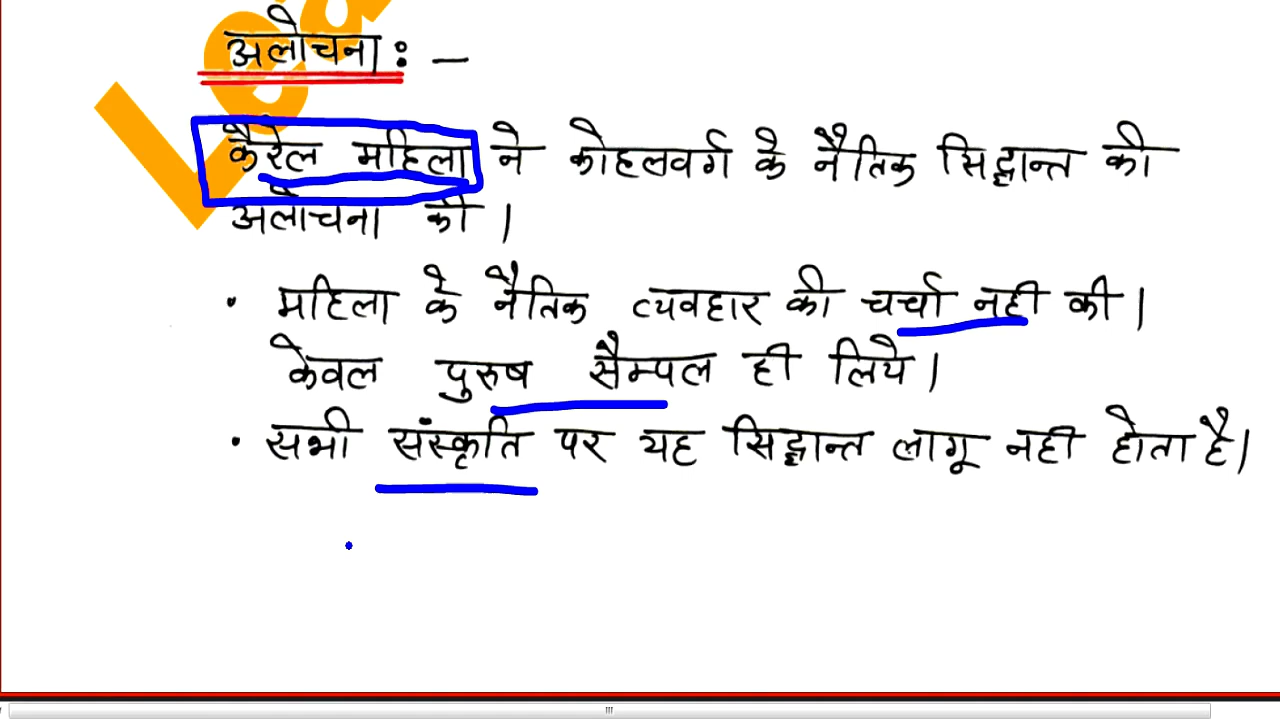 अलोचना : —
कैरेल महिला ने कोहलवर्ग के नैतिक सिद्धान्त की
अलोचना की ।
• महिला के नैतिक व्यवहार की चर्चा नही की ।
केवल पुरुष सैम्पल ही लिये ।
• सभी संस्कृति पर यह सिद्धान्त लागू नही होता है।